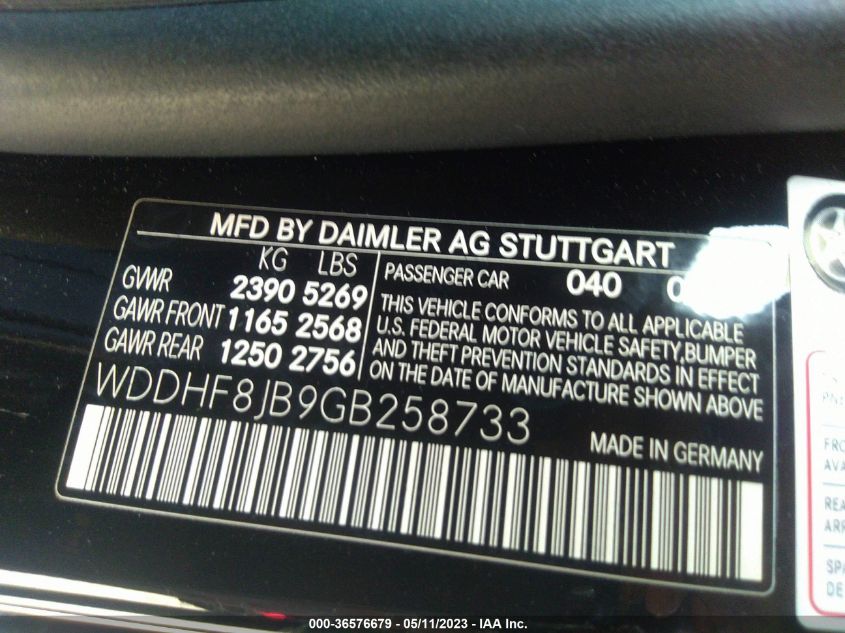 MFD BY DAIMLER AG STUTTGART
KG LBS
GVWR 2390 5269
GAWR FRONT 1165 2568
GAWR REAR 1250 2756
PASSENGER CAR 040
THIS VEHICLE CONFORMS TO ALL APPLICABLE
U.S. FEDERAL MOTOR VEHICLE SAFETY, BUMPER
AND THEFT PREVENTION STANDARDS IN EFFECT
ON THE DATE OF MANUFACTURE SHOWN ABOVE
WDDHF8JB9GB258733
MADE IN GERMANY
000-36576679 - 05/11/2023 - IAA Inc.